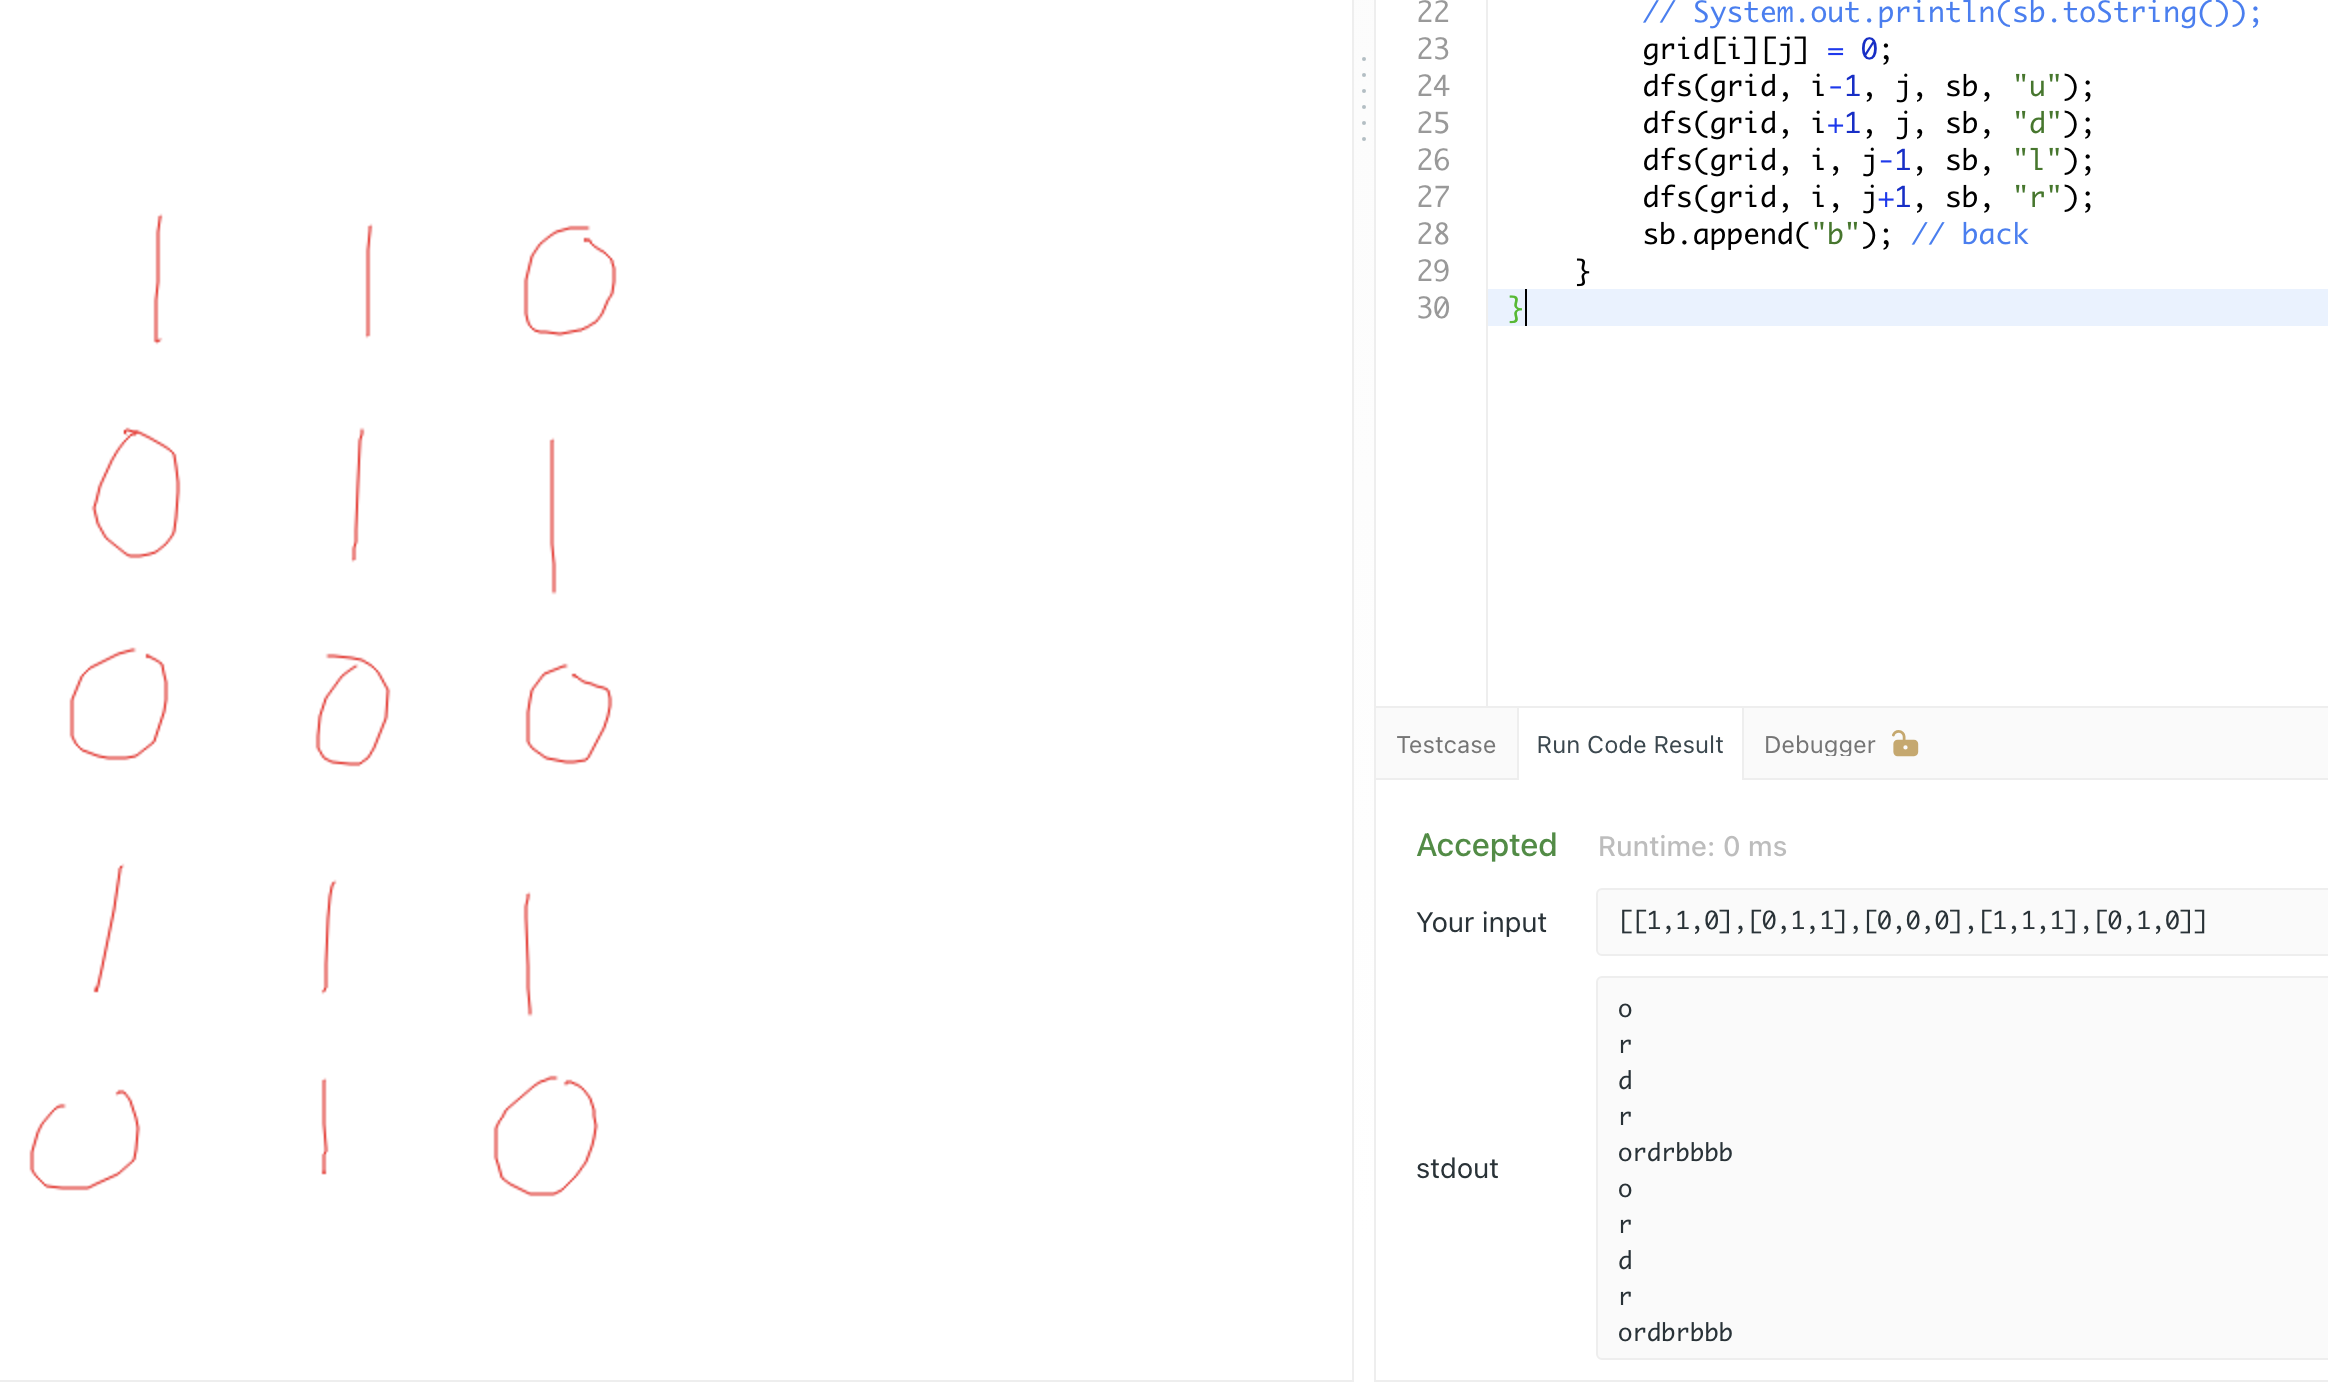 1 1 0
0 1 1
0 0 0
1 1 1
0 1 0
22 // System.out.println(sb.toString());
23 grid[i][j] = 0;
24 dfs(grid, i-1, j, sb, "u");
25 dfs(grid, i+1, j, sb, "d");
26 dfs(grid, i, j-1, sb, "l");
27 dfs(grid, i, j+1, sb, "r");
28 sb.append("b"); // back
29 }
30 }
Testcase Run Code Result Debugger
Accepted Runtime: 0 ms
Your input [[1,1,0],[0,1,1],[0,0,0],[1,1,1],[0,1,0]]
stdout
o
r
d
r
ordrbbbb
o
r
d
r
ordbrbbb